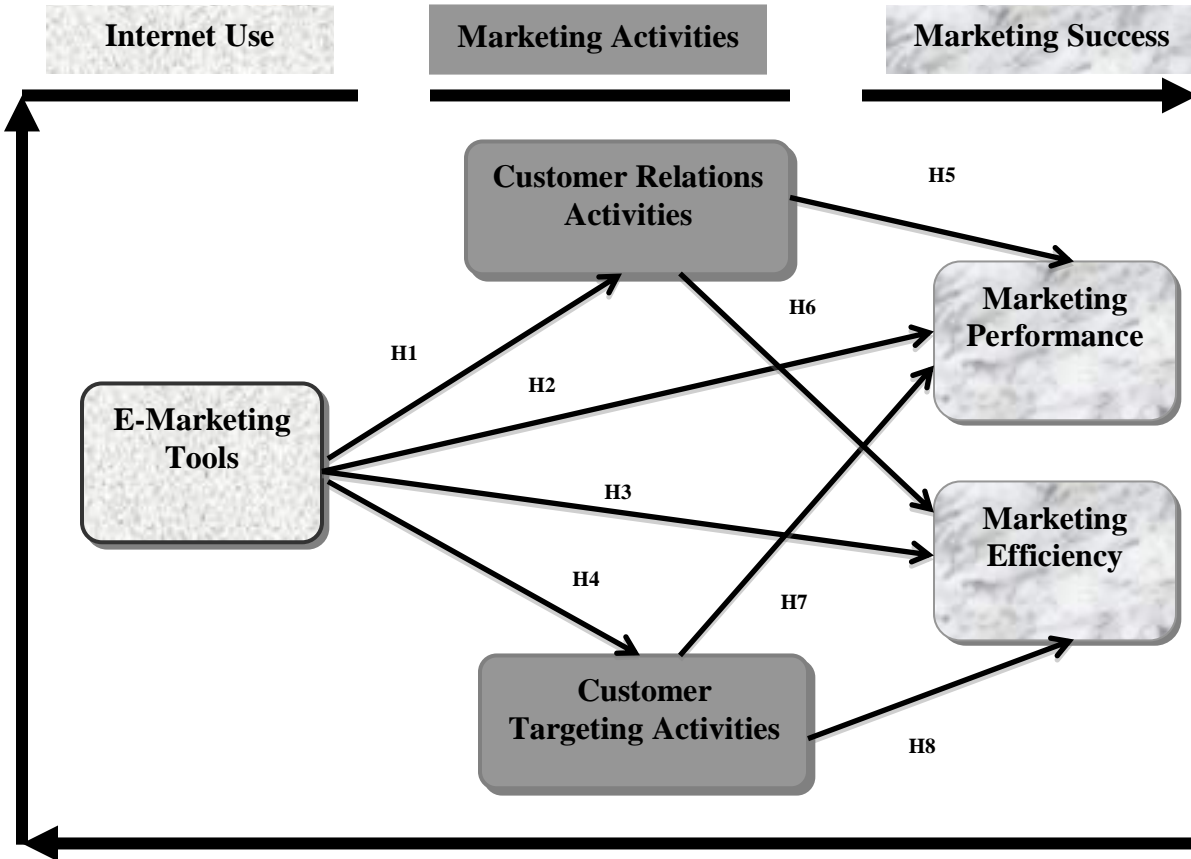 Internet Use
Marketing Activities
Marketing Success
Customer Relations
Activities
H5
Marketing
Performance
H6
H1
H2
E-Marketing
Tools
H3
Marketing
Efficiency
H4
H7
Customer
Targeting Activities
H8